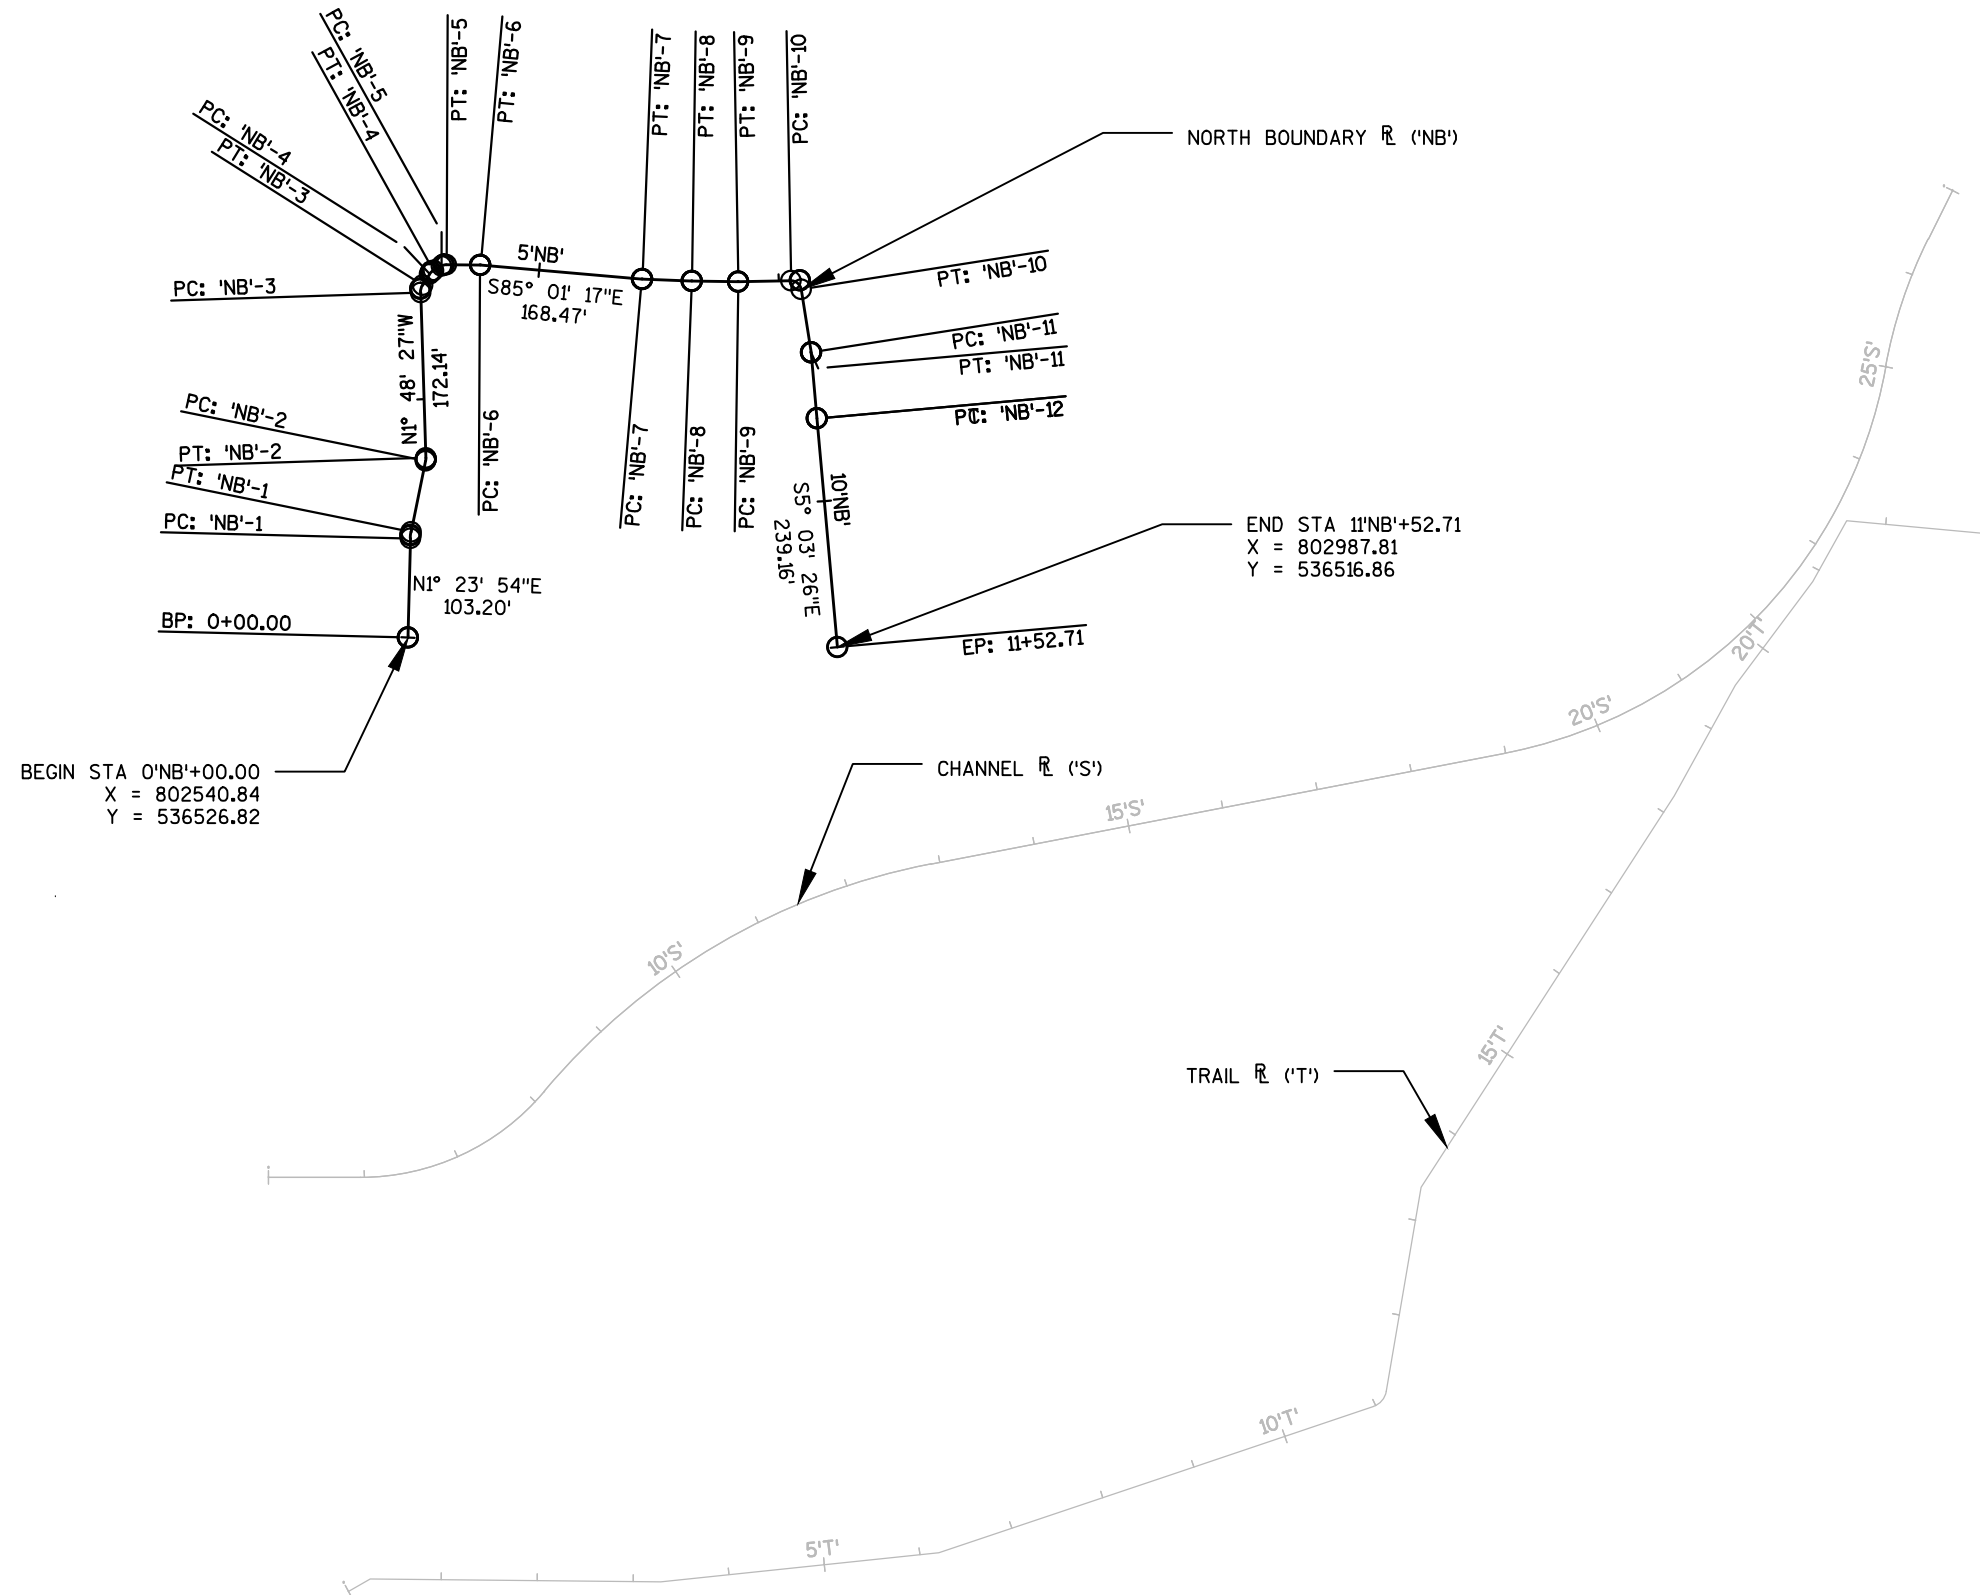 PC: 'NB'-5
PT: 'NB'-4
PT: 'NB'-5
PT: 'NB'-6
PT: 'NB'-7
PT: 'NB'-8
PT: 'NB'-9
PC: 'NB'-10
PC: 'NB'-4
PT: 'NB'-3
NORTH BOUNDARY ('NB')
PC: 'NB'-3
5'NB'
S85° 01' 17"E
168.47'
PT: 'NB'-10
PC: 'NB'-11
PT: 'NB'-11
PC: 'NB'-12
N1° 48' 27"W
172.14'
PC: 'NB'-2
PT: 'NB'-2
PT: 'NB'-1
PC: 'NB'-1
PC: 'NB'-6
PC: 'NB'-7
PC: 'NB'-8
PC: 'NB'-9
10'NB'
S5° 03' 26"E
239.16'
N1° 23' 54"E
103.20'
BP: 0+00.00
EP: 11+52.71
END STA 11'NB'+52.71
X = 802987.81
Y = 536516.86
BEGIN STA 0'NB'+00.00
X = 802540.84
Y = 536526.82
CHANNEL ('S')
25'S'
20'T'
20'S'
15'S'
10'S'
TRAIL ('T')
15'T'
10'T'
5'T'